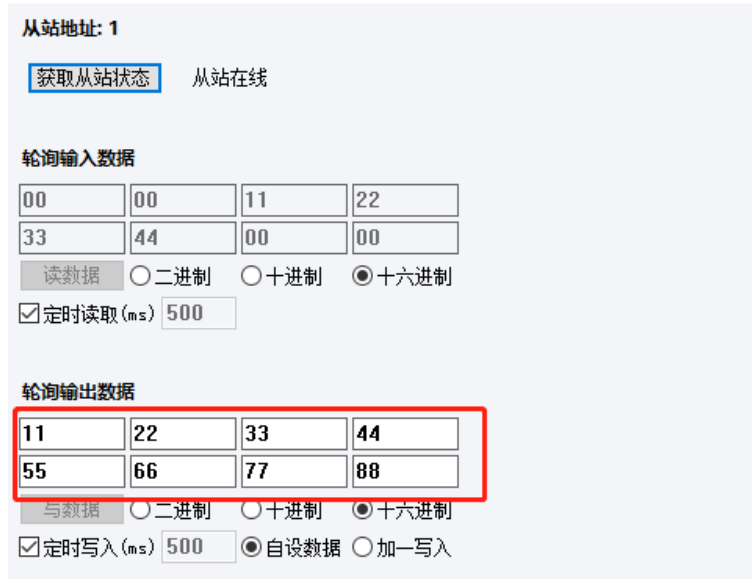 从站地址: 1
获取从站状态 从站在线
轮询输入数据
00 00 11 22
33 44 00 00
读数据 二进制 十进制 十六进制
定时读取(ms) 500
轮询输出数据
11 22 33 44
55 66 77 88
与数据 二进制 十进制 十六进制
定时写入(ms) 500 自设数据 加一写入